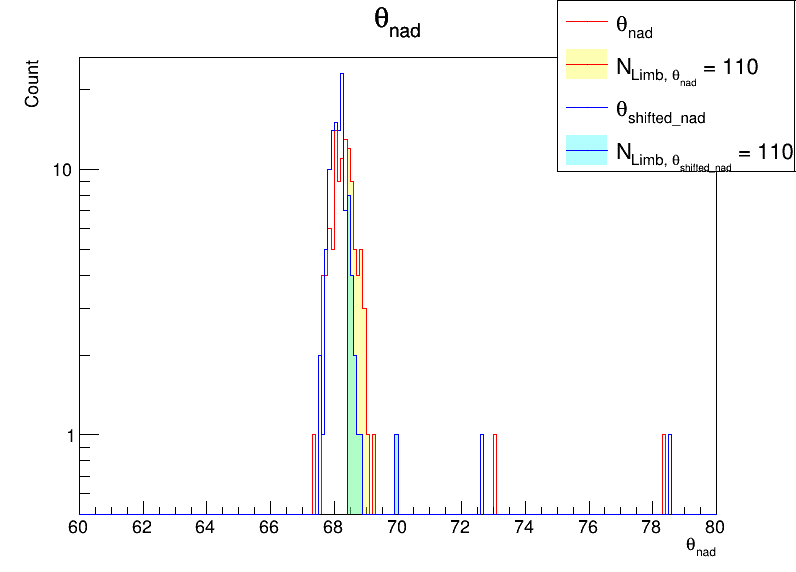 θnad
θnad
NLimb, θnad = 110
θshifted_nad
NLimb, θshifted_nad = 110
Count
10
1
60 62 64 66 68 70 72 74 76 78 80
θnad